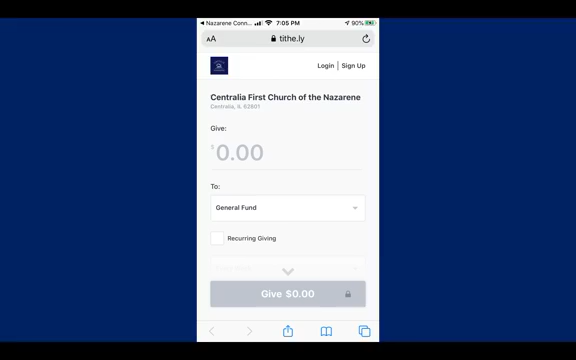 Nazarene Conn... 7:05 PM 90%
AA tithe.ly
Login | Sign Up
Centralia First Church of the Nazarene
Centralia, IL 62801
Give:
$0.00
To:
General Fund
Recurring Giving
Give $0.00